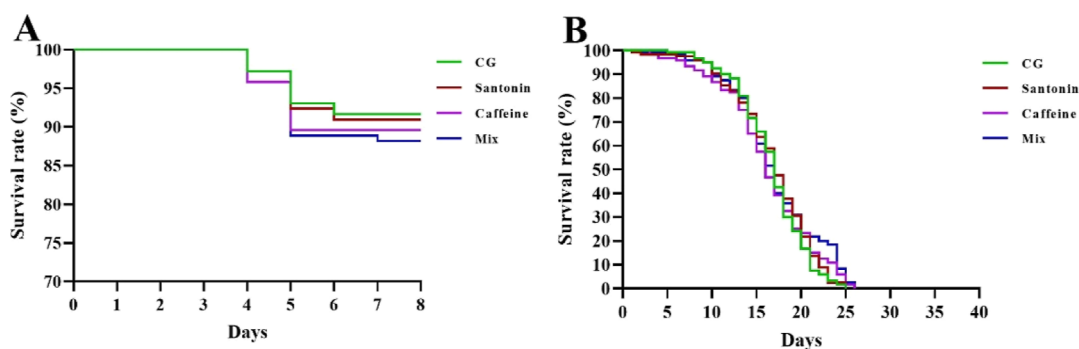 A
Survival rate (%)
100
95
90
85
80
75
70
0 1 2 3 4 5 6 7 8
Days
CG
Santonin
Caffeine
Mix
B
Survival rate (%)
100
90
80
70
60
50
40
30
20
10
0
0 5 10 15 20 25 30 35 40
Days
CG
Santonin
Caffeine
Mix